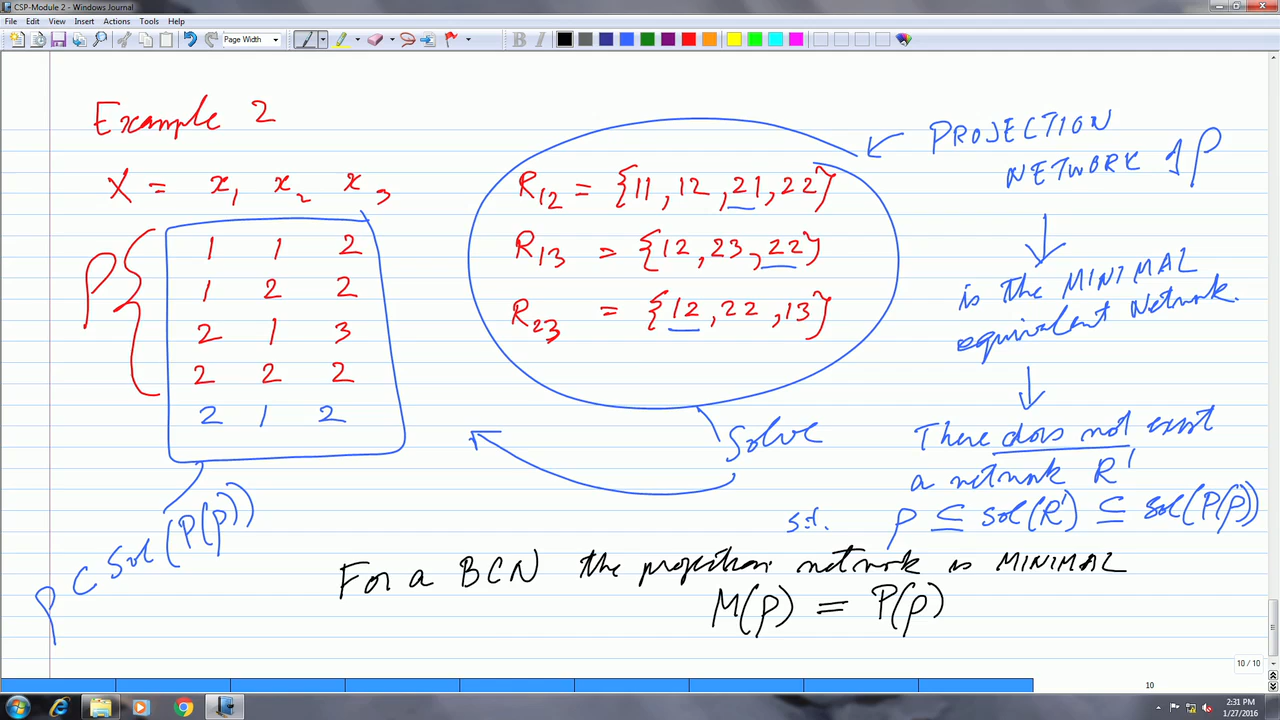 CSP-Module 2 - Windows Journal
File Edit View Insert Actions Tools Help
Page Width
B I
Example 2
X = x1 x2 x3
ρ
1 1 2
1 2 2
2 1 3
2 2 2
2 1 2
R12 = {11, 12, 21, 22}
R13 = {12, 23, 22}
R23 = {12, 22, 13}
PROJECTION
NETWORK of ρ
is the MINIMAL
equivalent Network.
There does not exist
a network R'
s.t. ρ ⊆ sol(R') ⊆ sol(P(ρ))
Solve
ρ ⊂ Sol(P(ρ))
For a BCN the projection network is MINIMAL
M(ρ) = P(ρ)
10 / 10
10
2:31 PM
1/27/2016